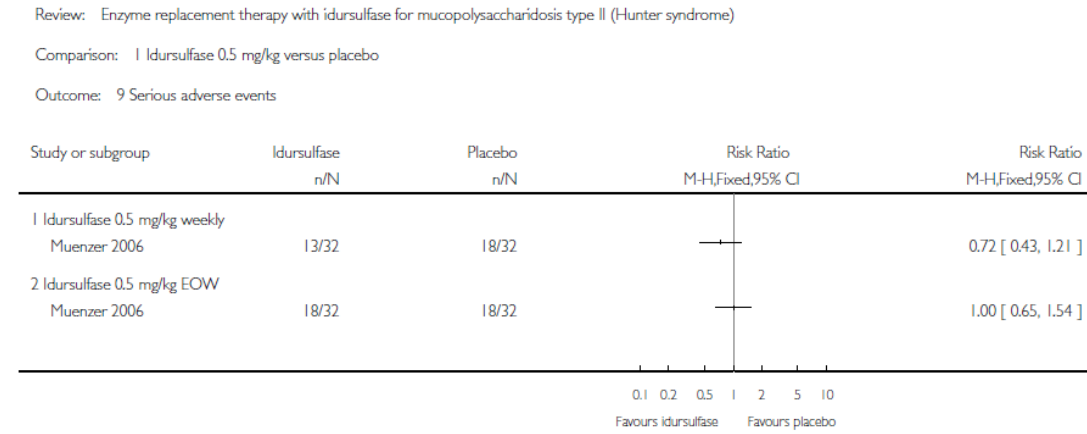 Review: Enzyme replacement therapy with idursulfase for mucopolysaccharidosis type II (Hunter syndrome)
Comparison: 1 Idursulfase 0.5 mg/kg versus placebo
Outcome: 9 Serious adverse events
Study or subgroup Idursulfase Placebo Risk Ratio Risk Ratio
n/N n/N M-H,Fixed,95% CI M-H,Fixed,95% CI
1 Idursulfase 0.5 mg/kg weekly
Muenzer 2006 13/32 18/32 0.72 [ 0.43, 1.21 ]
2 Idursulfase 0.5 mg/kg EOW
Muenzer 2006 18/32 18/32 1.00 [ 0.65, 1.54 ]
0.1 0.2 0.5 1 2 5 10
Favours idursulfase Favours placebo